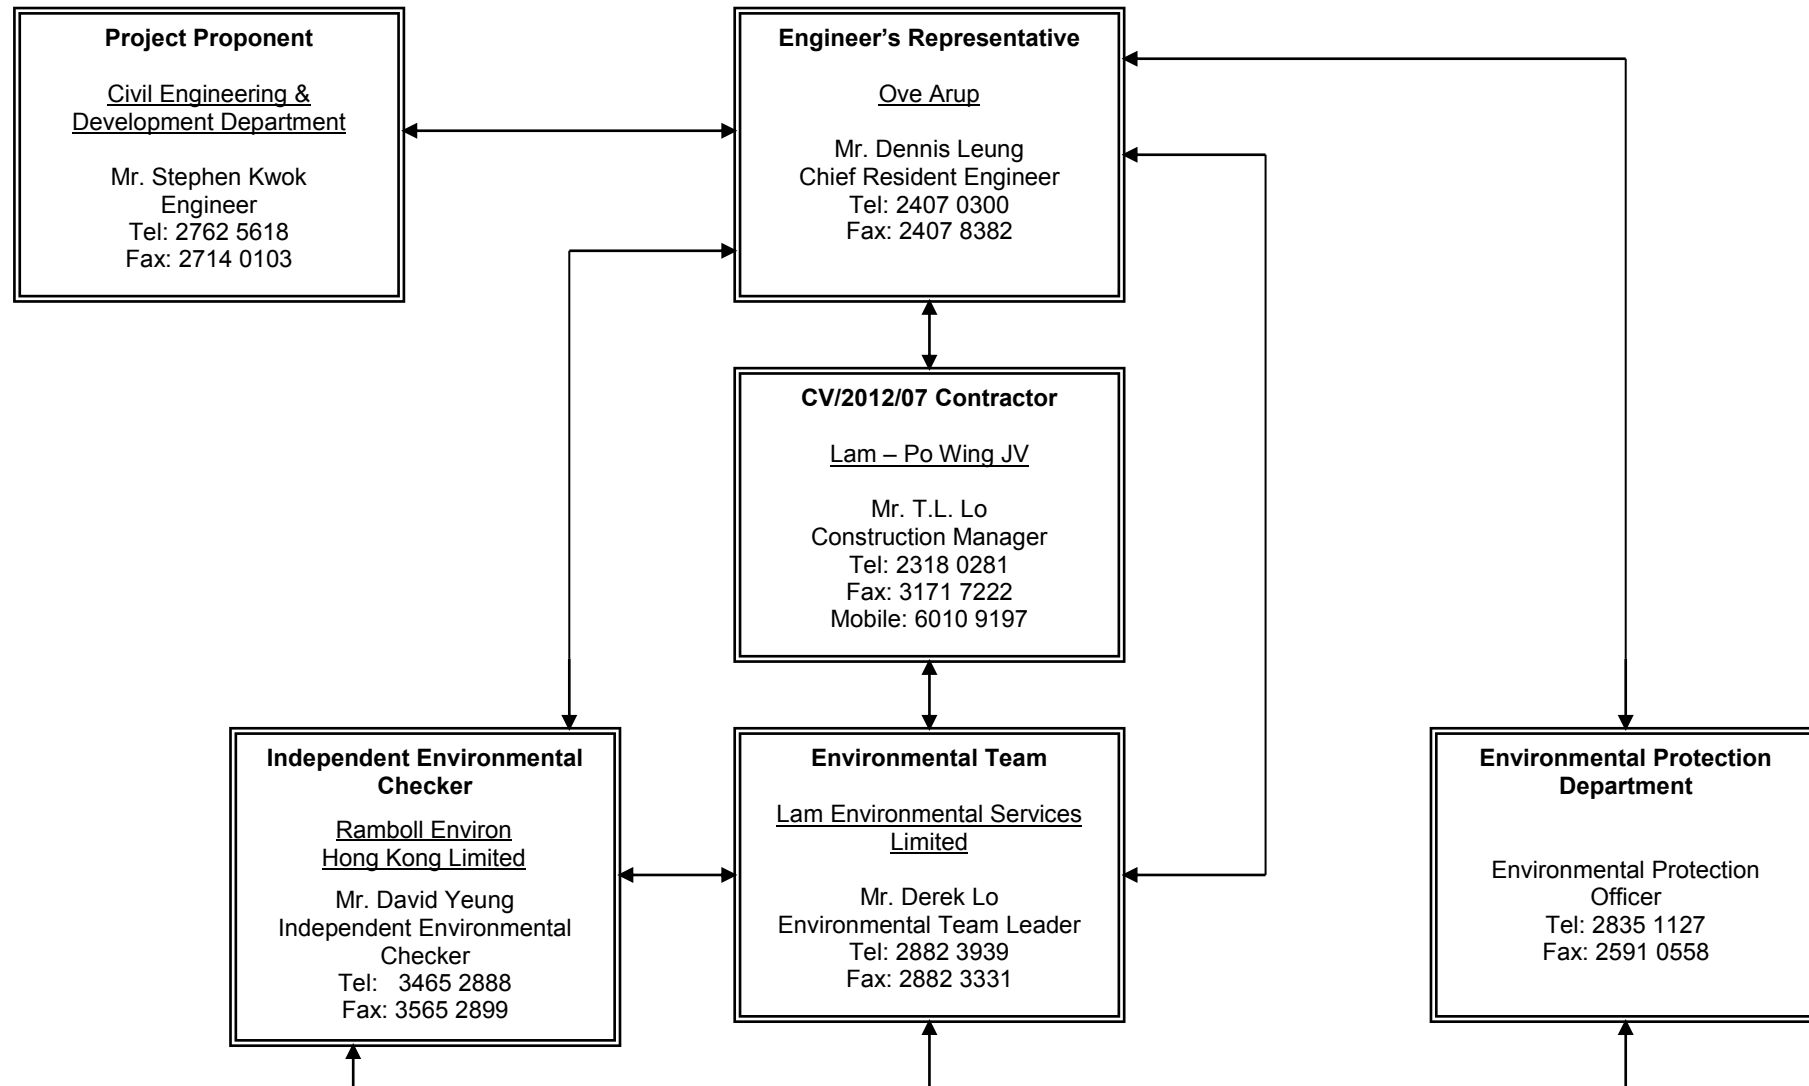 Project Proponent
Civil Engineering &
Development Department
Mr. Stephen Kwok
Engineer
Tel: 2762 5618
Fax: 2714 0103
Engineer’s Representative
Ove Arup
Mr. Dennis Leung
Chief Resident Engineer
Tel: 2407 0300
Fax: 2407 8382
CV/2012/07 Contractor
Lam – Po Wing JV
Mr. T.L. Lo
Construction Manager
Tel: 2318 0281
Fax: 3171 7222
Mobile: 6010 9197
Independent Environmental
Checker
Ramboll Environ
Hong Kong Limited
Mr. David Yeung
Independent Environmental
Checker
Tel: 3465 2888
Fax: 3565 2899
Environmental Team
Lam Environmental Services
Limited
Mr. Derek Lo
Environmental Team Leader
Tel: 2882 3939
Fax: 2882 3331
Environmental Protection
Department
Environmental Protection
Officer
Tel: 2835 1127
Fax: 2591 0558